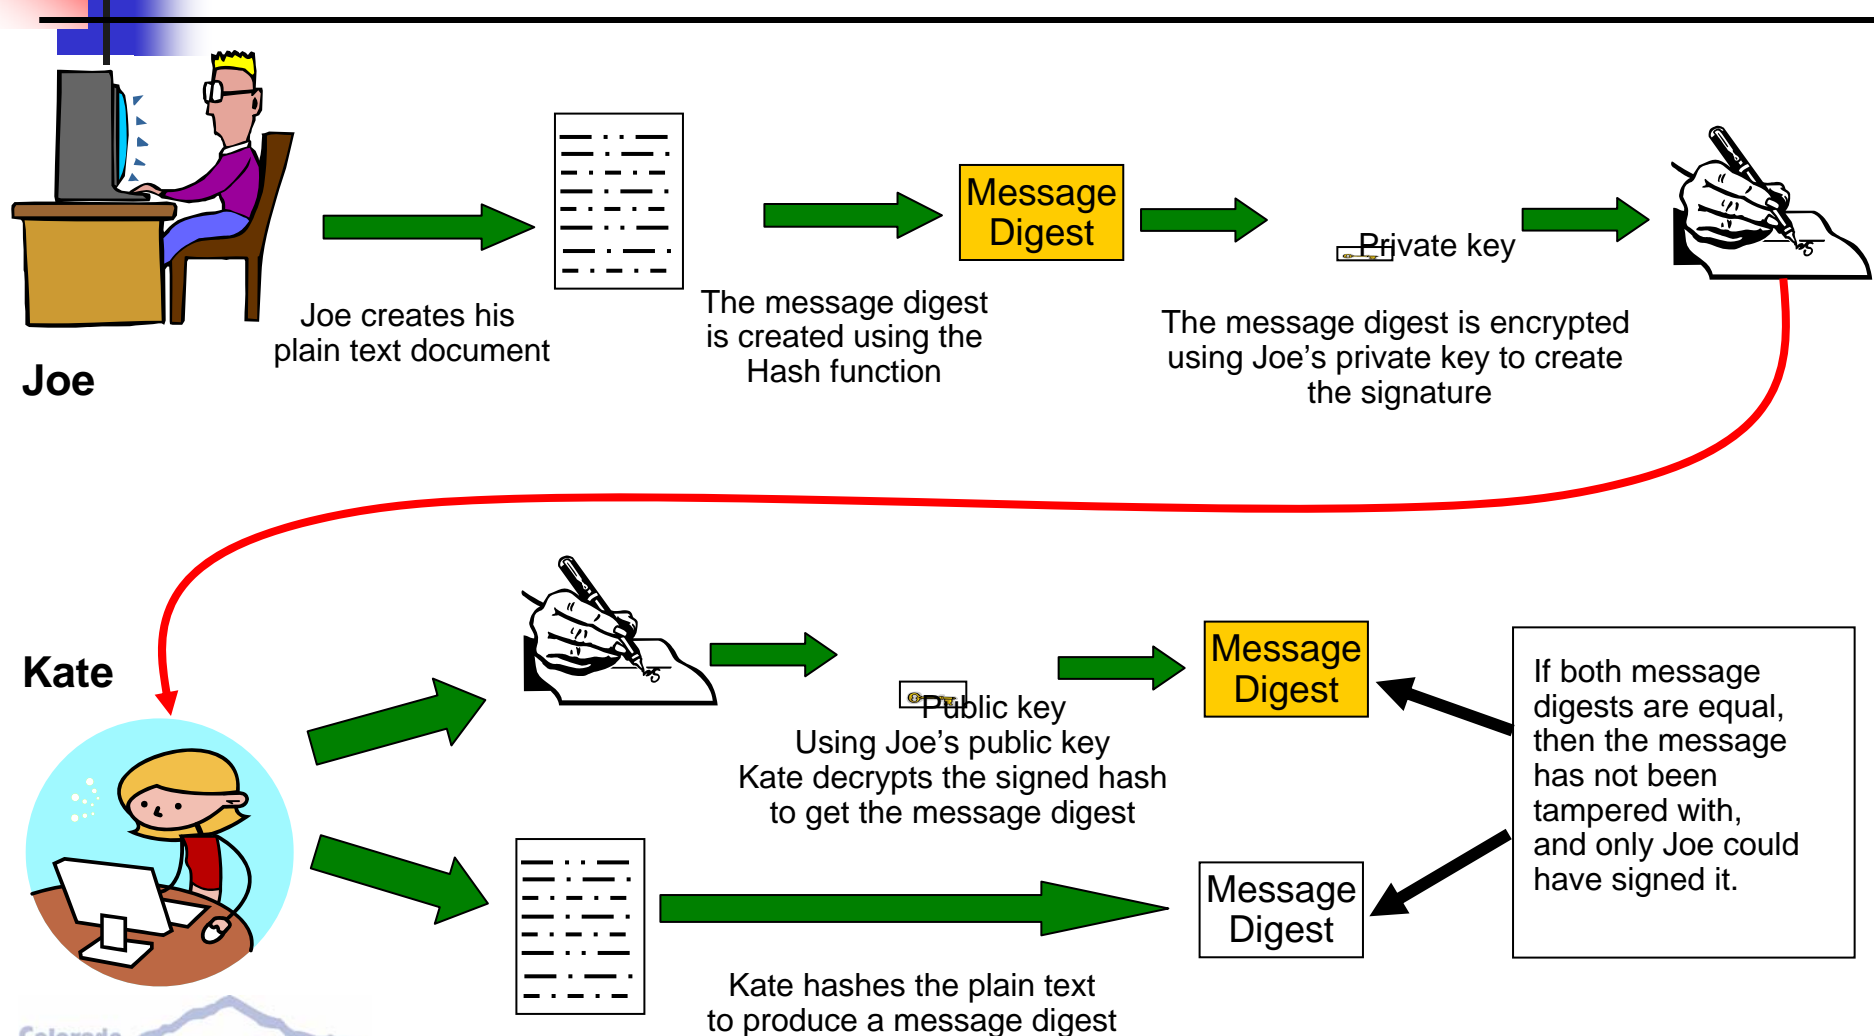 Message
Digest
Private key
Joe creates his
plain text document
The message digest
is created using the
Hash function
The message digest is encrypted
using Joe's private key to create
the signature
Joe
Kate
Public key
Using Joe's public key
Kate decrypts the signed hash
to get the message digest
Message
Digest
If both message
digests are equal,
then the message
has not been
tampered with,
and only Joe could
have signed it.
Message
Digest
Kate hashes the plain text
to produce a message digest